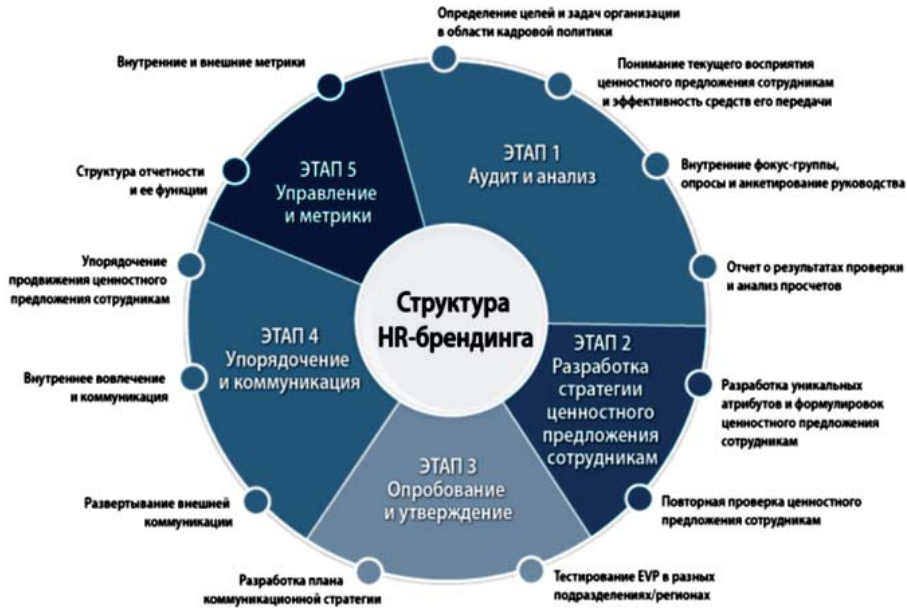 Определение целей и задач организации
в области кадровой политики
Понимание текущего восприятия
ценностного предложения сотрудникам
и эффективность средств его передачи
Внутренние фокус-группы,
опросы и анкетирование руководства
Отчет о результатах проверки
и анализ просчетов
Разработка уникальных
атрибутов и формулировок
ценностного предложения
сотрудникам
Повторная проверка ценностного
предложения сотрудникам
Тестирование EVP в разных
подразделениях/регионах
Разработка плана
коммуникационной стратегии
Развертывание внешней
коммуникации
Внутреннее вовлечение
и коммуникация
Упорядочение
продвижения ценностного
предложения сотрудникам
Структура отчетности
и ее функции
Внутренние и внешние метрики
ЭТАП 1
Аудит и анализ
ЭТАП 2
Разработка
стратегии
ценностного
предложения
сотрудникам
ЭТАП 3
Опробование
и утверждение
ЭТАП 4
Упорядочение
и коммуникация
ЭТАП 5
Управление
и метрики
Структура
HR-брендинга